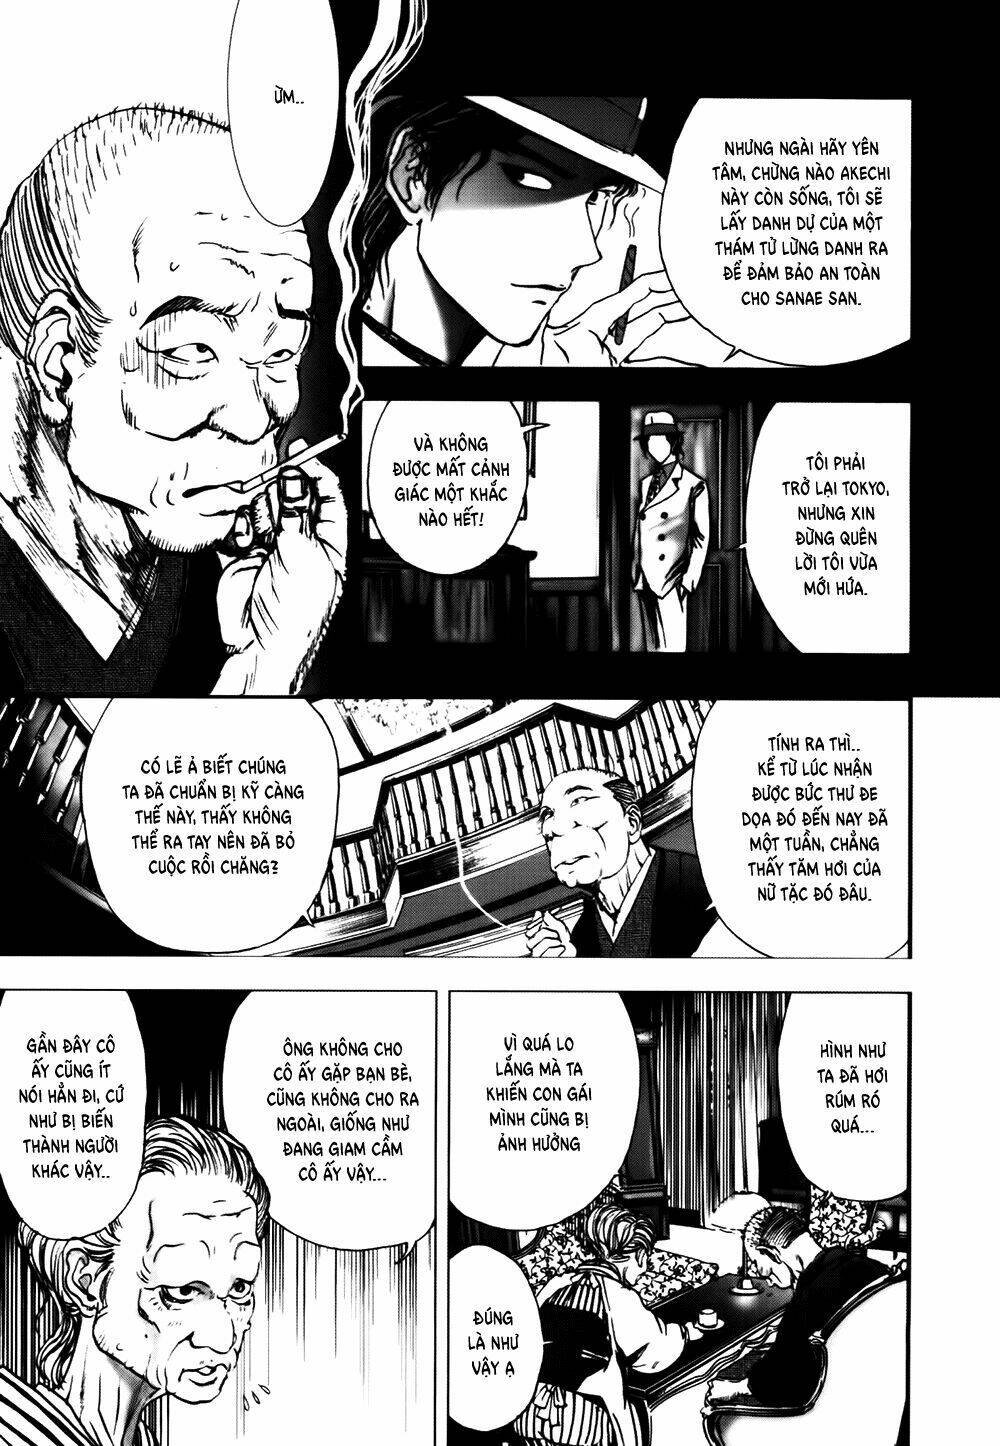 NHƯNG NGÀI HÃY YÊN
TÂM, CHỪNG NÀO AKECHI
NÀY CÒN SỐNG, TÔI SẼ
LẤY DANH DỰ CỦA MỘT
THÁM TỬ LỪNG DANH RA
ĐỂ ĐẢM BẢO AN TOÀN
CHO SANAE SAN.
ỪM..
TÔI PHẢI
TRỞ LẠI TOKYO,
NHƯNG XIN
ĐỪNG QUÊN
LỜI TÔI VỪA
MỚI HỨA.
VÀ KHÔNG
ĐƯỢC MẤT CẢNH
GIÁC MỘT KHẮC
NÀO HẾT!
TÍNH RA THÌ..
KỂ TỪ LÚC NHẬN
ĐƯỢC BỨC THƯ ĐE
DỌA ĐÓ ĐẾN NAY ĐÃ
MỘT TUẦN, CHẲNG
THẤY TĂM HƠI CỦA
NỮ TẶC ĐÓ ĐÂU.
CÓ LẼ Ả BIẾT CHÚNG
TA ĐÃ CHUẨN BỊ KỸ CÀNG
THẾ NÀY, THẤY KHÔNG
THỂ RA TAY NÊN ĐÃ BỎ
CUỘC RỒI CHĂNG?
HÌNH NHƯ
TA ĐÃ HƠI
RÚM RÓ
QUÁ...
VÌ QUÁ LO
LẮNG MÀ TA
KHIẾN CON GÁI
MÌNH CŨNG BỊ
ẢNH HƯỞNG
ĐÚNG
LÀ NHƯ
VẬY Ạ
ÔNG KHÔNG CHO
CÔ ẤY GẶP BẠN BÈ,
CŨNG KHÔNG CHO RA
NGOÀI, GIỐNG NHƯ
ĐANG GIAM CẦM
CÔ ẤY VẬY...
GẦN ĐÂY CÔ
ẤY CŨNG ÍT
NÓI HẲN ĐI, CỨ
NHƯ BỊ BIẾN
THÀNH NGƯỜI
KHÁC VẬY..